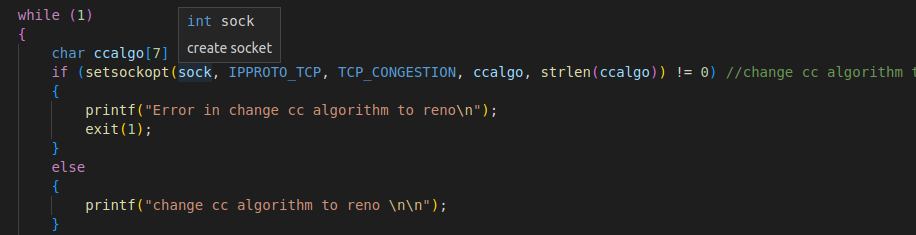 while (1)
int sock
{
create socket
char ccalgo[7]
if (setsockopt(sock, IPPROTO_TCP, TCP_CONGESTION, ccalgo, strlen(ccalgo)) != 0) //change cc algorithm
{
printf("Error in change cc algorithm to reno\n");
exit(1);
}
else
{
printf("change cc algorithm to reno \n\n");
}